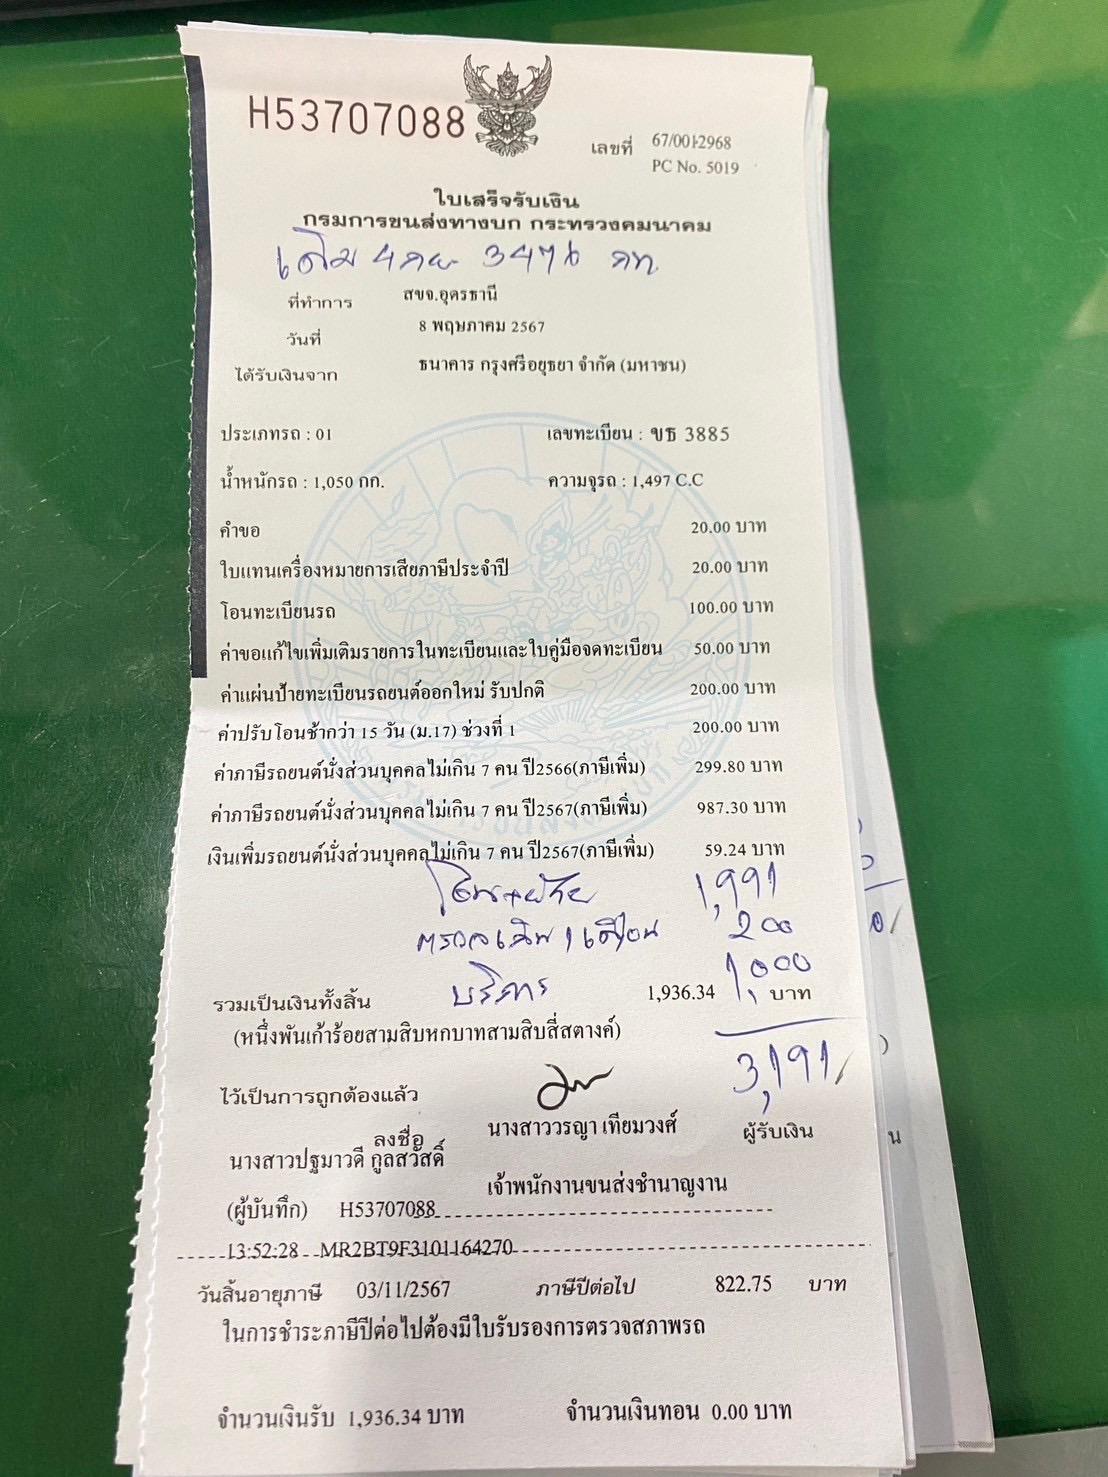 H53707088
เลขที่ 67/0012968
PC No. 5019
ใบเสร็จรับเงิน
กรมการขนส่งทางบก กระทรวงคมนาคม
เดิม 4กย 3476 กท.
ที่ทำการ สขจ.อุดรธานี
วันที่ 8 พฤษภาคม 2567
ได้รับเงินจาก ธนาคาร กรุงศรีอยุธยา จำกัด (มหาชน)
ประเภทรถ : 01 เลขทะเบียน : ขธ 3885
น้ำหนักรถ : 1,050 กก. ความจุรถ : 1,497 C.C
คำขอ 20.00 บาท
ใบแทนเครื่องหมายการเสียภาษีประจำปี 20.00 บาท
โอนทะเบียนรถ 100.00 บาท
ค่าขอแก้ไขเพิ่มเติมรายการในทะเบียนและใบคู่มือจดทะเบียน 50.00 บาท
ค่าแผ่นป้ายทะเบียนรถยนต์ออกใหม่ รับปกติ 200.00 บาท
ค่าปรับโอนช้ากว่า 15 วัน (ม.17) ช่วงที่ 1 200.00 บาท
ค่าภาษีรถยนต์นั่งส่วนบุคคลไม่เกิน 7 คน ปี2566(ภาษีเพิ่ม) 299.80 บาท
ค่าภาษีรถยนต์นั่งส่วนบุคคลไม่เกิน 7 คน ปี2567(ภาษีเพิ่ม) 987.30 บาท
เงินเพิ่มรถยนต์นั่งส่วนบุคคลไม่เกิน 7 คน ปี2567(ภาษีเพิ่ม) 59.24 บาท
โอน+ย้าย 1,991
1 เดือน 200
บริการ 1,000
รวมเป็นเงินทั้งสิ้น 1,936.34 บาท
(หนึ่งพันเก้าร้อยสามสิบหกบาทสามสิบสี่สตางค์)
3,191/
ไว้เป็นการถูกต้องแล้ว
ลงชื่อ นางสาววรญา เทียมวงศ์ ผู้รับเงิน
นางสาวปฐมาวดี กูลสวัสดิ์
เจ้าพนักงานขนส่งชำนาญงาน
(ผู้บันทึก) H53707088
13:52:28 MR2BT9F3101164270
วันสิ้นอายุภาษี 03/11/2567 ภาษีปีต่อไป 822.75 บาท
ในการชำระภาษีปีต่อไปต้องมีใบรับรองการตรวจสภาพรถ
จำนวนเงินรับ 1,936.34 บาท จำนวนเงินทอน 0.00 บาท